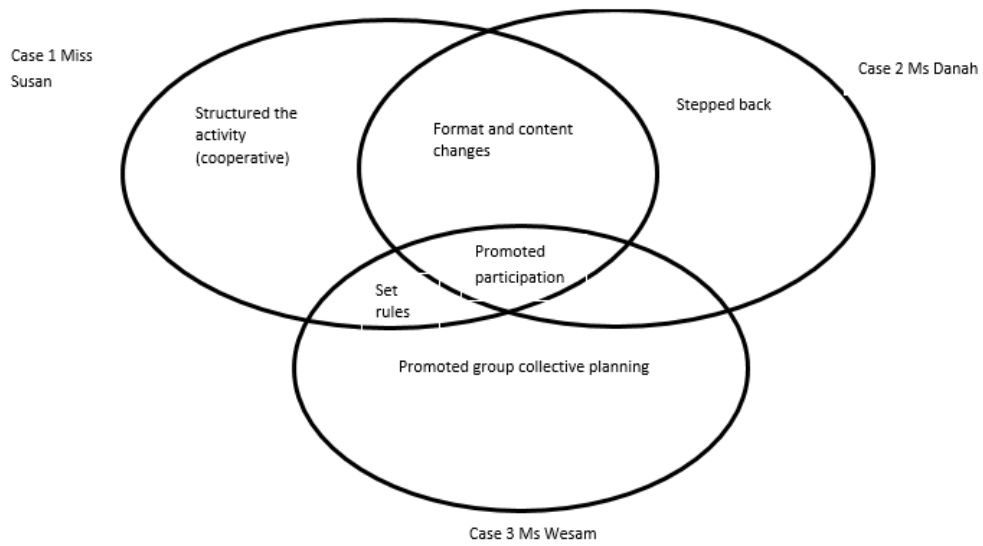 Case 1 Miss
Susan
Case 2 Ms Danah
Structured the
activity
(cooperative)
Format and content
changes
Stepped back
Promoted
participation
Set
rules
Promoted group collective planning
Case 3 Ms Wesam